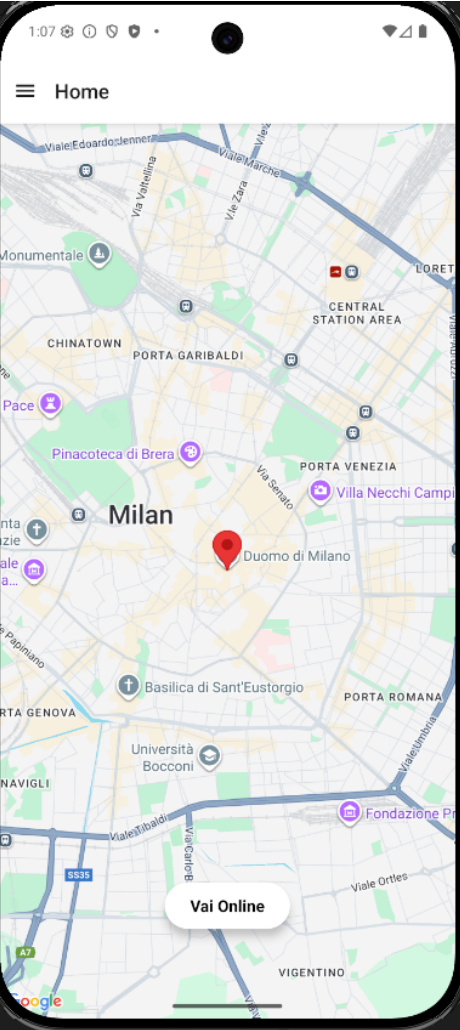 1:07
Home
Viale Edoardo Jenner
Viale Marche
Via Valtellina
V.le Zara
Monumentale
LORET
CENTRAL
STATION AREA
CHINATOWN
PORTA GARIBALDI
Pace
Pinacoteca di Brera
PORTA VENEZIA
Via Senato
Villa Necchi Campi
Milan
nta
zie
Duomo di Milano
ale
a...
e Papiniano
Basilica di Sant'Eustorgio
PORTA ROMANA
RTA GENOVA
Viale Umbria
Università
Bocconi
NAVIGLI
Fondazione Pr
Viale Tibaldi
Via Carlo B
SS35
Viale Ortles
Vai Online
A7
VIGENTINO
Google